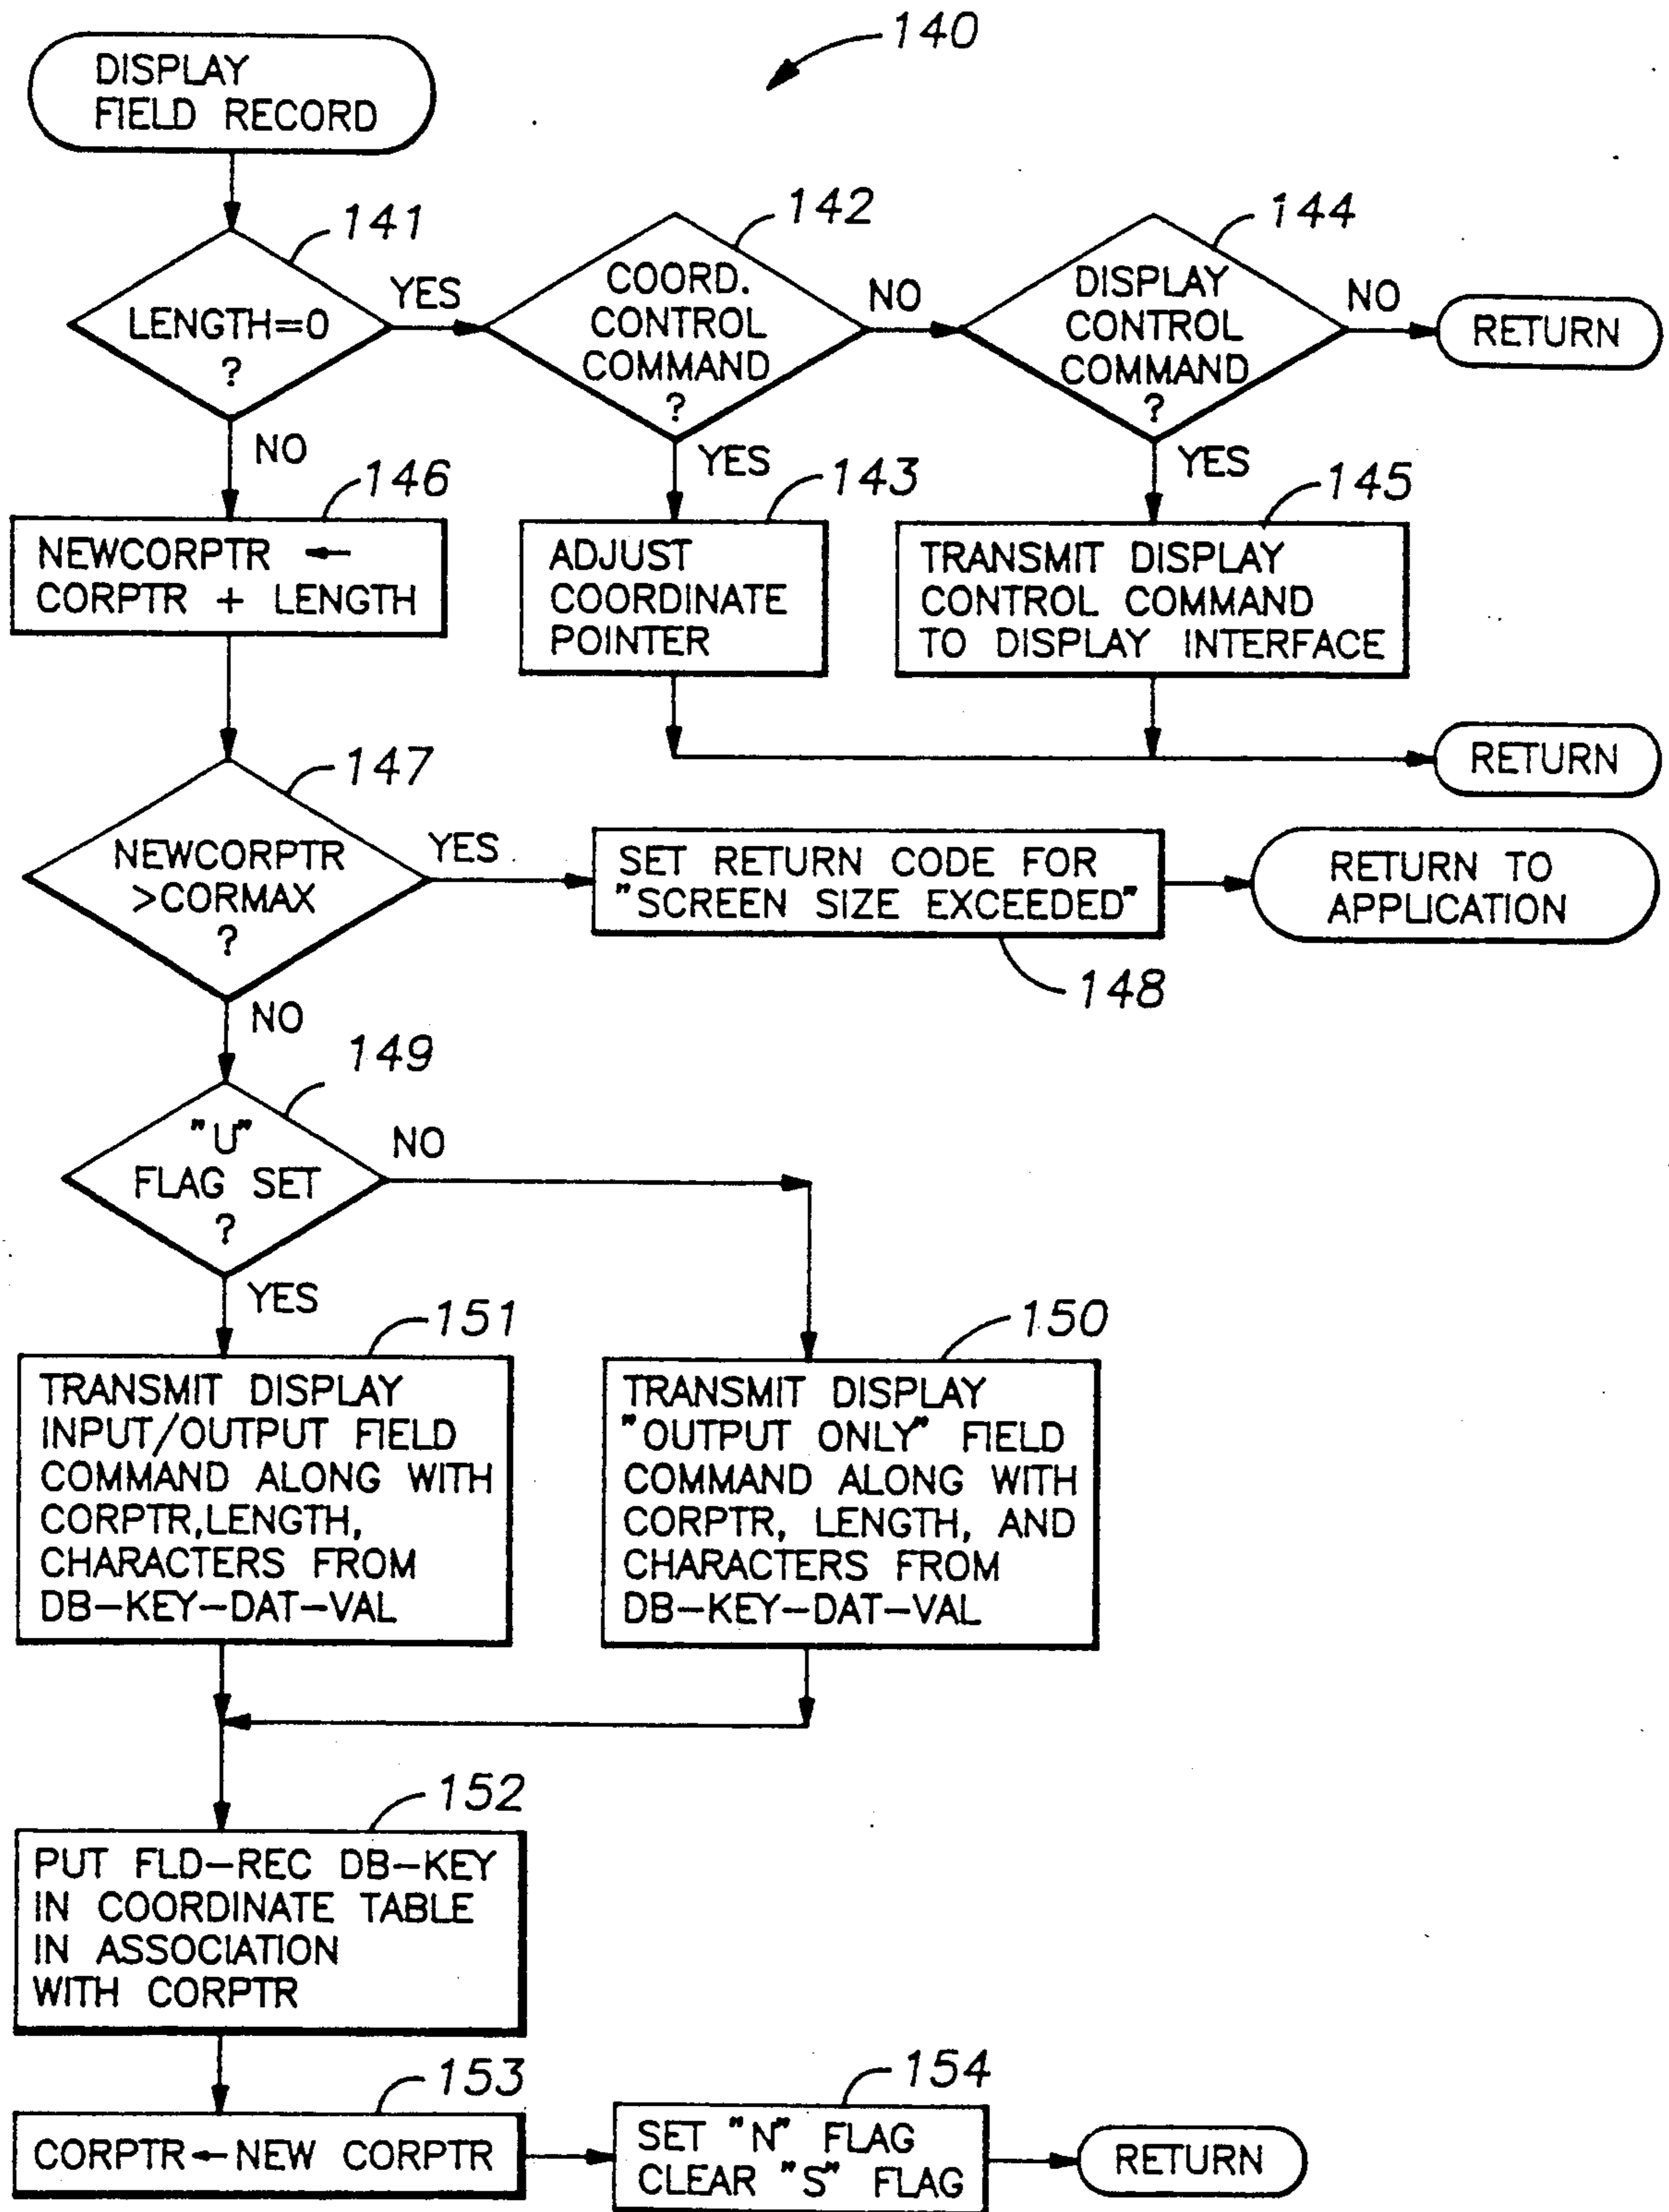 140
DISPLAY
FIELD RECORD
141
LENGTH=0
?
YES
142
COORD.
CONTROL
COMMAND
?
NO
144
DISPLAY
CONTROL
COMMAND
?
NO
RETURN
NO
YES
YES
146
NEWCORPTR ←
CORPTR + LENGTH
143
ADJUST
COORDINATE
POINTER
145
TRANSMIT DISPLAY
CONTROL COMMAND
TO DISPLAY INTERFACE
RETURN
147
NEWCORPTR
>CORMAX
?
YES
SET RETURN CODE FOR
"SCREEN SIZE EXCEEDED"
148
RETURN TO
APPLICATION
NO
149
"U"
FLAG SET
?
NO
YES
151
TRANSMIT DISPLAY
INPUT/OUTPUT FIELD
COMMAND ALONG WITH
CORPTR,LENGTH,
CHARACTERS FROM
DB-KEY-DAT-VAL
150
TRANSMIT DISPLAY
"OUTPUT ONLY" FIELD
COMMAND ALONG WITH
CORPTR, LENGTH, AND
CHARACTERS FROM
DB-KEY-DAT-VAL
152
PUT FLD-REC DB-KEY
IN COORDINATE TABLE
IN ASSOCIATION
WITH CORPTR
153
CORPTR←NEW CORPTR
154
SET "N" FLAG
CLEAR "S" FLAG
RETURN